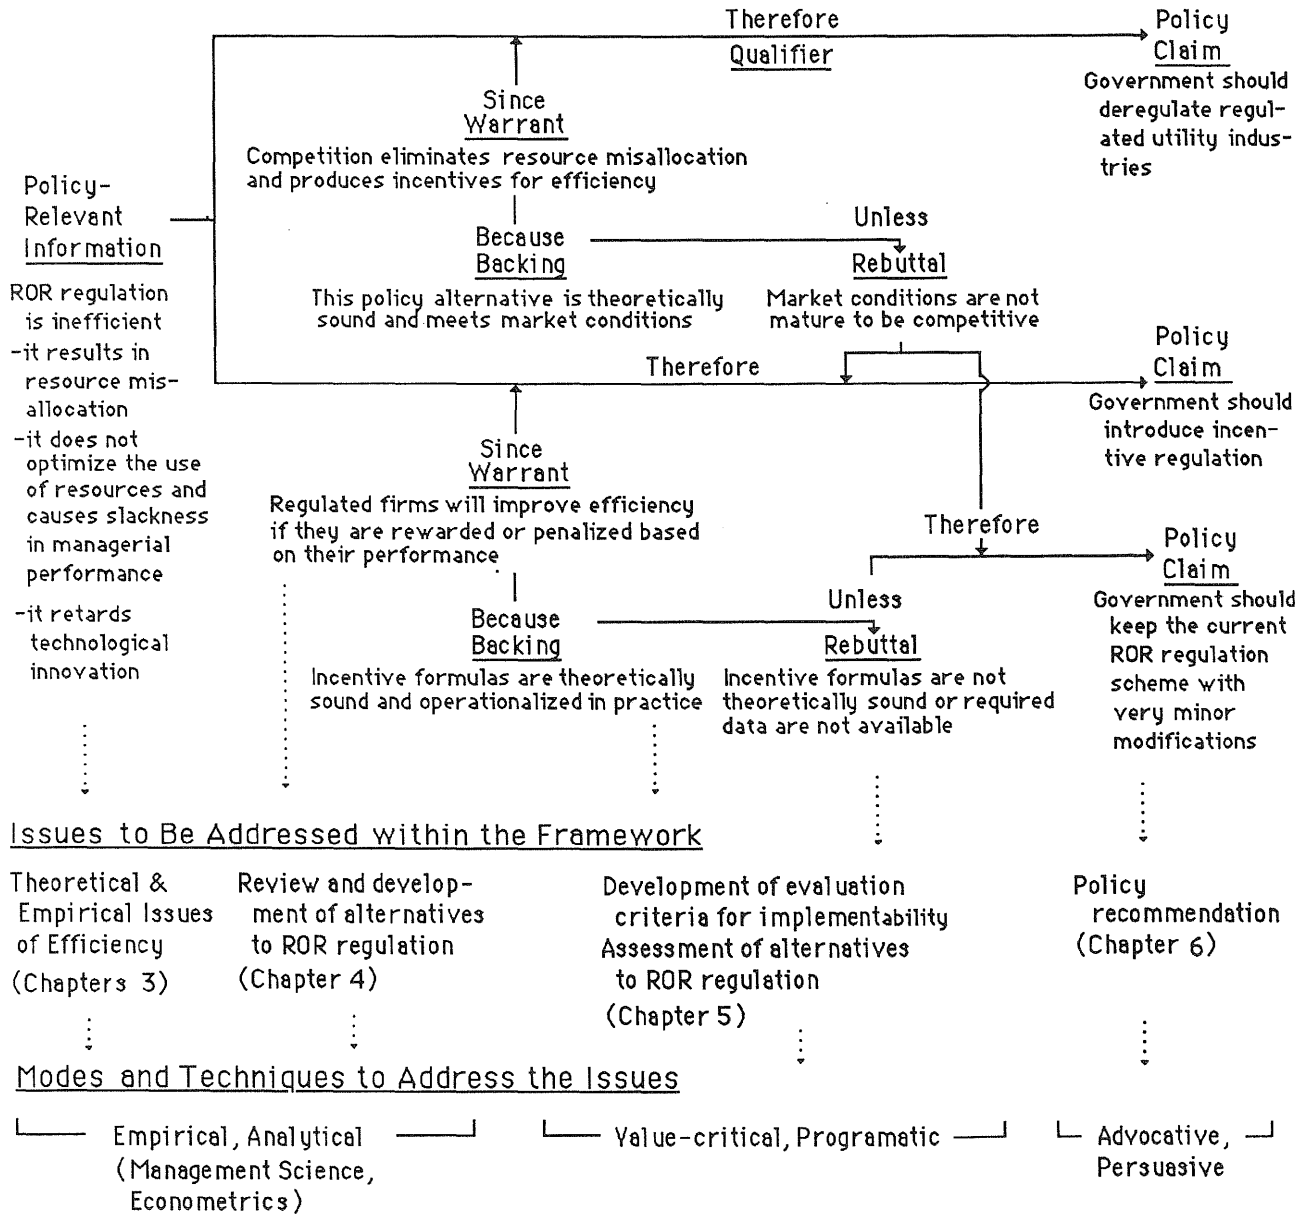 Therefore
Qualifier
Policy
Claim
Government should
deregulate regul-
ated utility indus-
tries
Since
Warrant
Competition eliminates resource misallocation
and produces incentives for efficiency
Policy-
Relevant
Information
ROR regulation
is inefficient
-it results in
resource mis-
allocation
-it does not
optimize the use
of resources and
causes slackness
in managerial
performance
-it retards
technological
innovation
Because
Backing
This policy alternative is theoretically
sound and meets market conditions
Unless
Rebuttal
Market conditions are not
mature to be competitive
Therefore
Policy
Claim
Government should
introduce incen-
tive regulation
Since
Warrant
Regulated firms will improve efficiency
if they are rewarded or penalized based
on their performance
Because
Backing
Incentive formulas are theoretically
sound and operationalized in practice
Unless
Rebuttal
Incentive formulas are not
theoretically sound or required
data are not available
Therefore
Policy
Claim
Government should
keep the current
ROR regulation
scheme with
very minor
modifications
Issues to Be Addressed within the Framework
Theoretical &
Empirical Issues
of Efficiency
(Chapters 3)
Review and develop-
ment of alternatives
to ROR regulation
(Chapter 4)
Development of evaluation
criteria for implementability
Assessment of alternatives
to ROR regulation
(Chapter 5)
Policy
recommendation
(Chapter 6)
Modes and Techniques to Address the Issues
Empirical, Analytical
(Management Science,
Econometrics)
Value-critical, Programatic
Advocative,
Persuasive